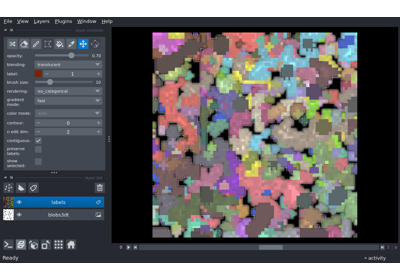 File View Layers Plugins Window Help
opacity: 0.70
blending: translucent
label: 1
brush size: 10
rendering: iso_categorical
gradient mode: fast
color mode:
contour: 0
n edit dim: 2
contiguous:
preserve labels:
show selected:
labels
blobs3dt
Ready
activity